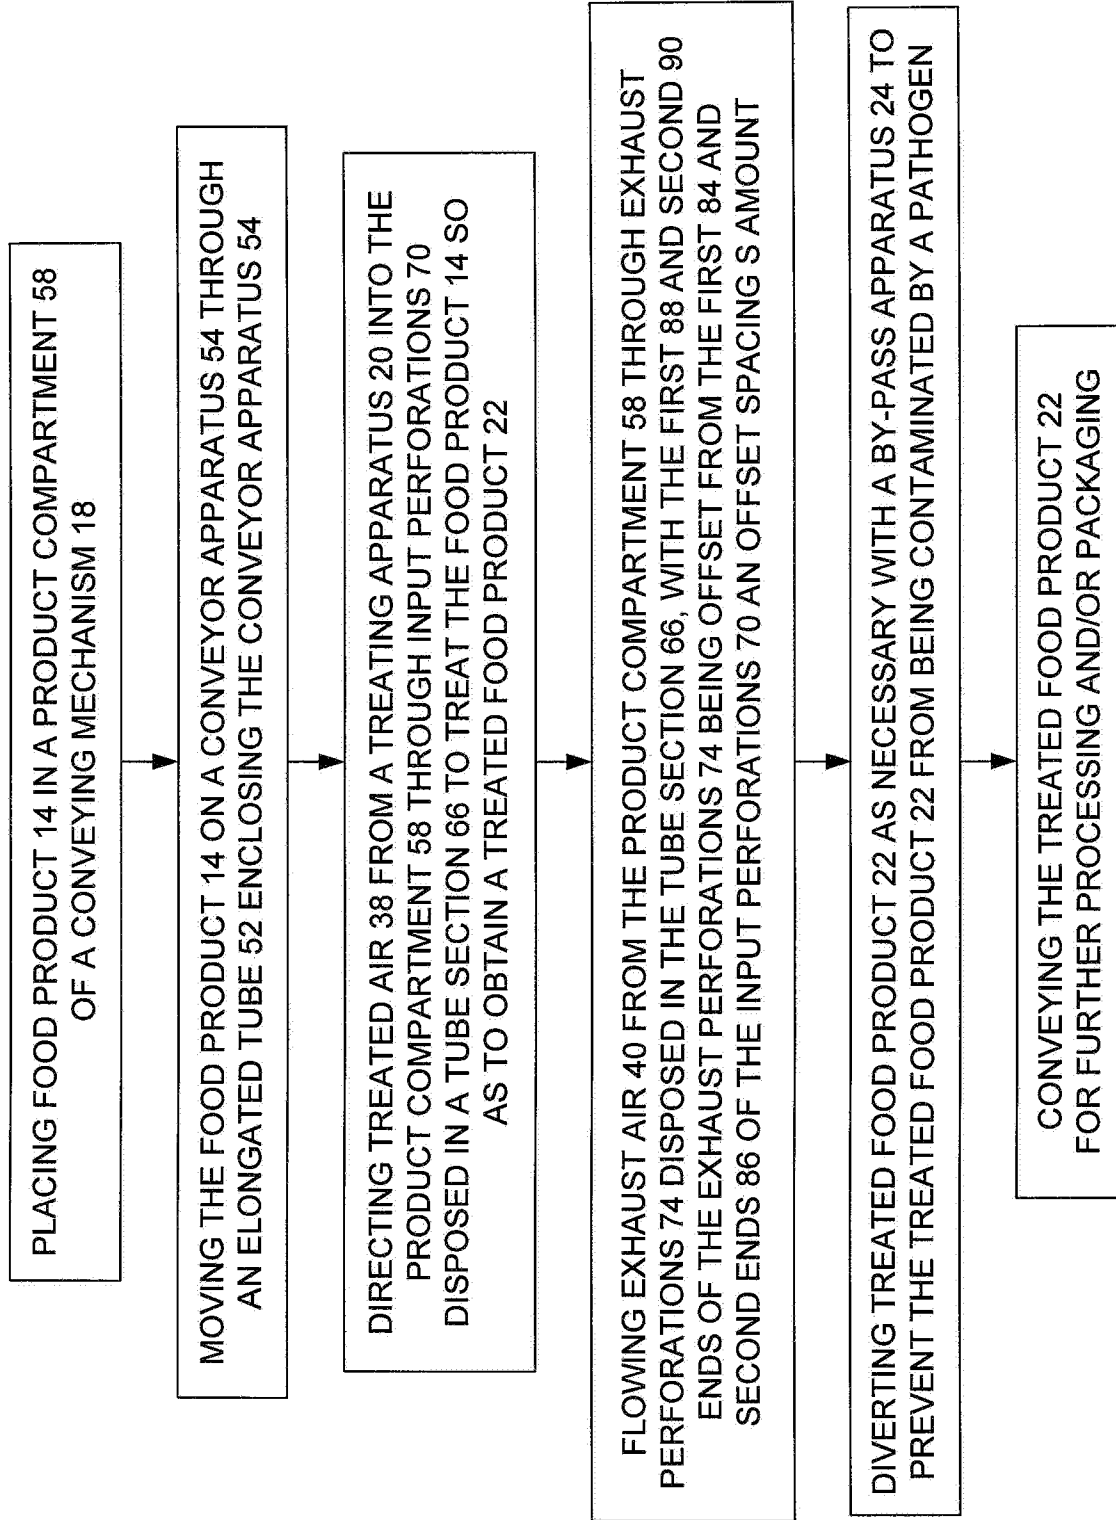 PLACING FOOD PRODUCT 14 IN A PRODUCT COMPARTMENT 58
OF A CONVEYING MECHANISM 18
MOVING THE FOOD PRODUCT 14 ON A CONVEYOR APPARATUS 54 THROUGH
AN ELONGATED TUBE 52 ENCLOSING THE CONVEYOR APPARATUS 54
DIRECTING TREATED AIR 38 FROM A TREATING APPARATUS 20 INTO THE
PRODUCT COMPARTMENT 58 THROUGH INPUT PERFORATIONS 70
DISPOSED IN A TUBE SECTION 66 TO TREAT THE FOOD PRODUCT 14 SO
AS TO OBTAIN A TREATED FOOD PRODUCT 22
FLOWING EXHAUST AIR 40 FROM THE PRODUCT COMPARTMENT 58 THROUGH EXHAUST
PERFORATIONS 74 DISPOSED IN THE TUBE SECTION 66, WITH THE FIRST 88 AND SECOND 90
ENDS OF THE EXHAUST PERFORATIONS 74 BEING OFFSET FROM THE FIRST 84 AND
SECOND ENDS 86 OF THE INPUT PERFORATIONS 70 AN OFFSET SPACING S AMOUNT
DIVERTING TREATED FOOD PRODUCT 22 AS NECESSARY WITH A BY-PASS APPARATUS 24 TO
PREVENT THE TREATED FOOD PRODUCT 22 FROM BEING CONTAMINATED BY A PATHOGEN
CONVEYING THE TREATED FOOD PRODUCT 22
FOR FURTHER PROCESSING AND/OR PACKAGING